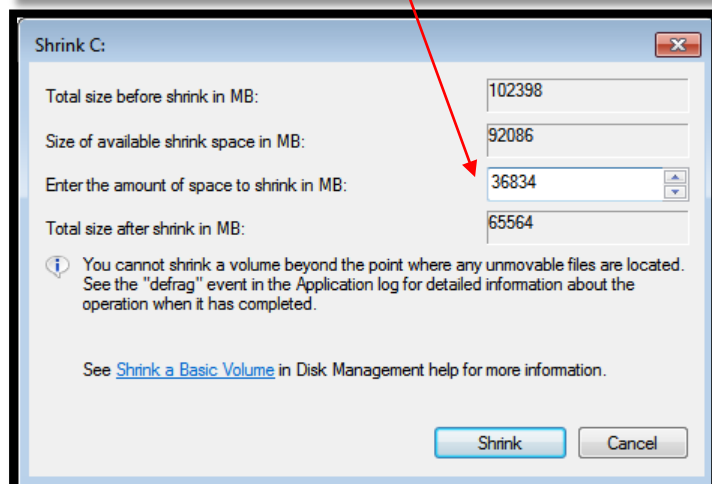 Shrink C:
Total size before shrink in MB: 102398
Size of available shrink space in MB: 92086
Enter the amount of space to shrink in MB: 36834
Total size after shrink in MB: 65564
You cannot shrink a volume beyond the point where any unmovable files are located.
See the "defrag" event in the Application log for detailed information about the
operation when it has completed.
See Shrink a Basic Volume in Disk Management help for more information.
Shrink Cancel